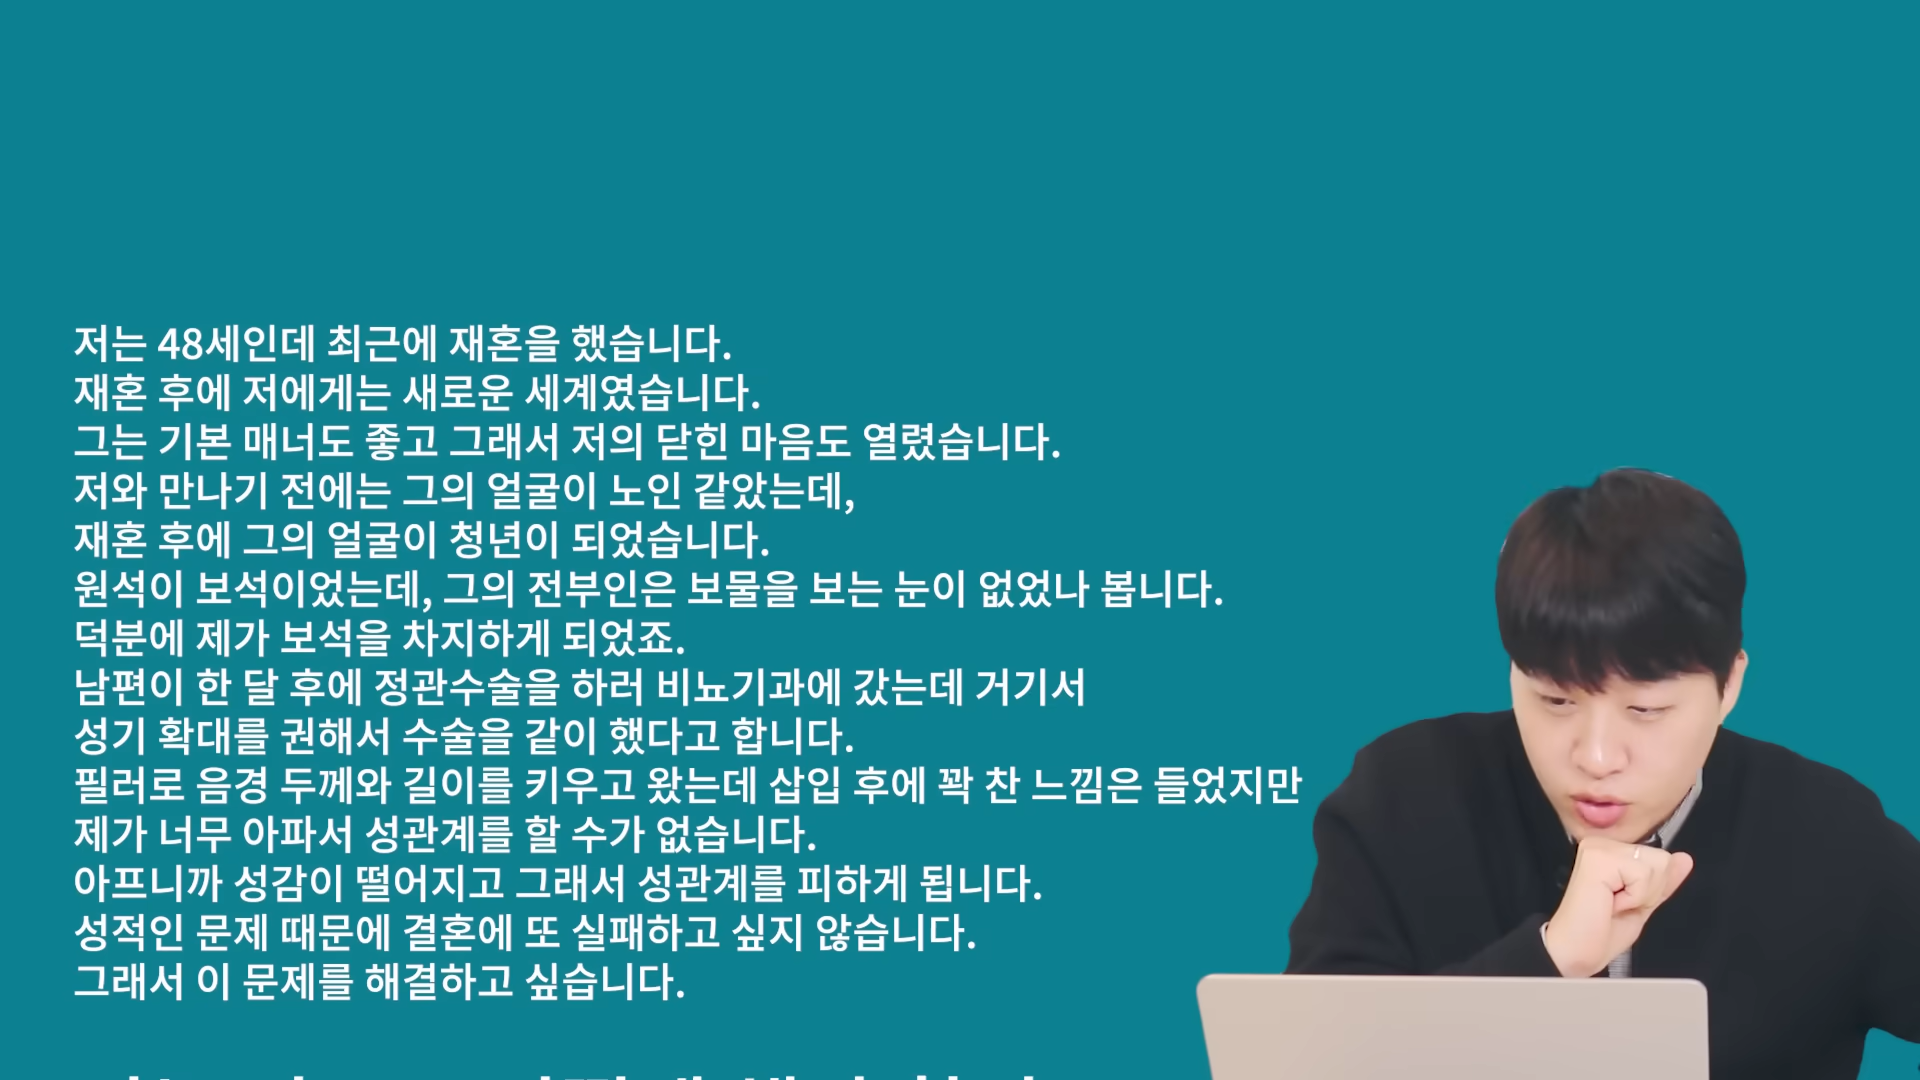 저는 48세인데 최근에 재혼을 했습니다.
재혼 후에 저에게는 새로운 세계였습니다.
그는 기본 매너도 좋고 그래서 저의 닫힌 마음도 열렸습니다.
저와 만나기 전에는 그의 얼굴이 노인 같았는데,
재혼 후에 그의 얼굴이 청년이 되었습니다.
원석이 보석이었는데, 그의 전부인은 보물을 보는 눈이 없었나 봅니다.
덕분에 제가 보석을 차지하게 되었죠.
남편이 한 달 후에 정관수술을 하러 비뇨기과에 갔는데 거기서
성기 확대를 권해서 수술을 같이 했다고 합니다.
필러로 음경 두께와 길이를 키우고 왔는데 삽입 후에 꽉 찬 느낌은 들었지만
제가 너무 아파서 성관계를 할 수가 없습니다.
아프니까 성감이 떨어지고 그래서 성관계를 피하게 됩니다.
성적인 문제 때문에 결혼에 또 실패하고 싶지 않습니다.
그래서 이 문제를 해결하고 싶습니다.